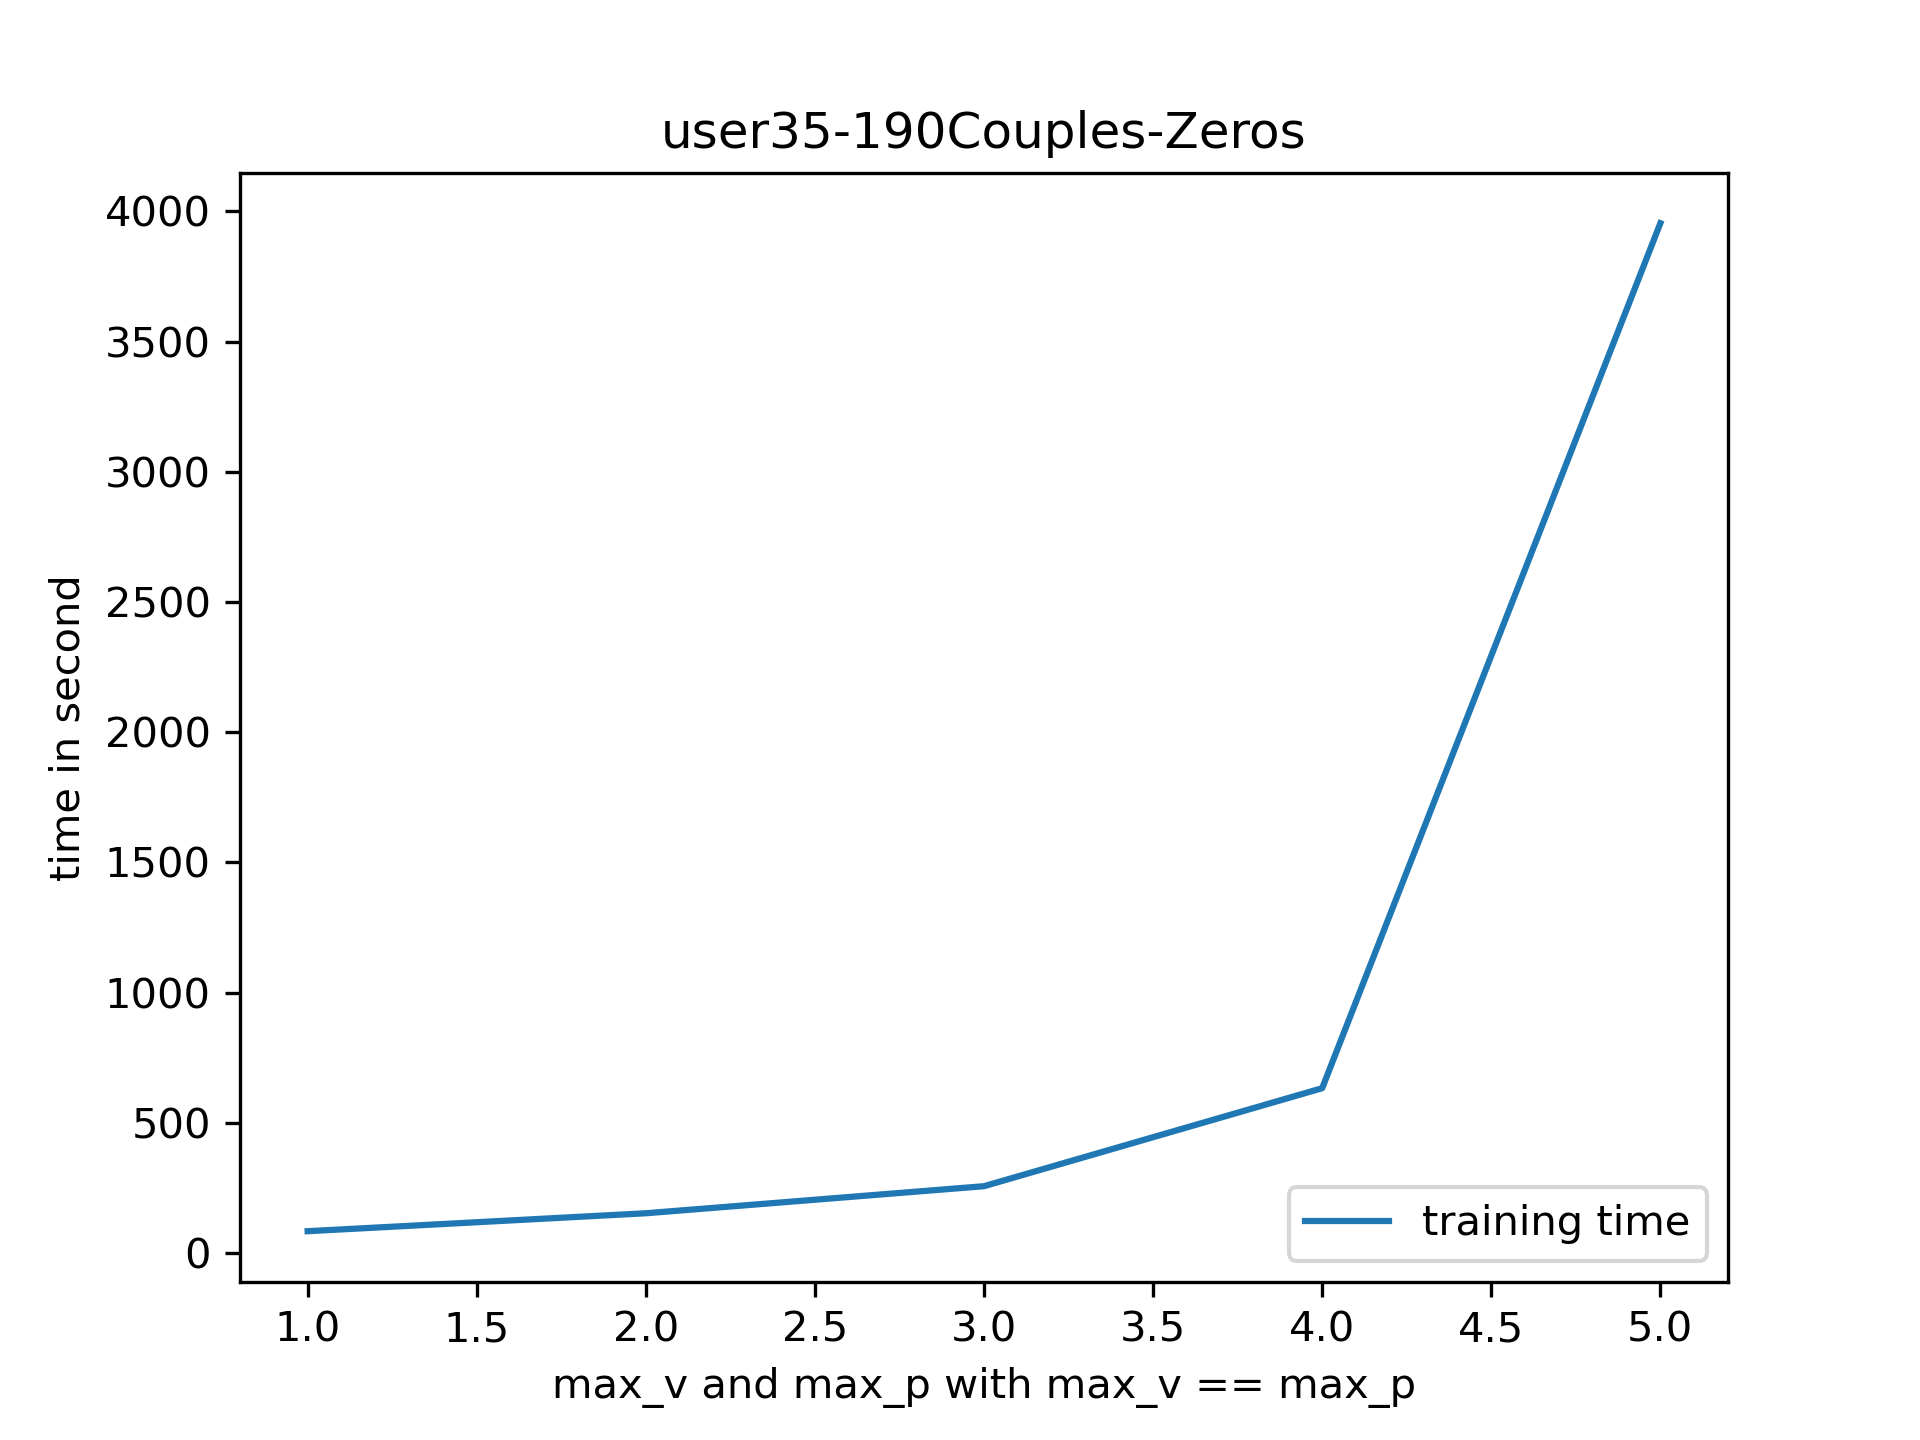 user35-190Couples-Zeros
4000
3500
3000
2500
2000
1500
1000
500
0
time in second
training time
1.0 1.5 2.0 2.5 3.0 3.5 4.0 4.5 5.0
max_v and max_p with max_v == max_p